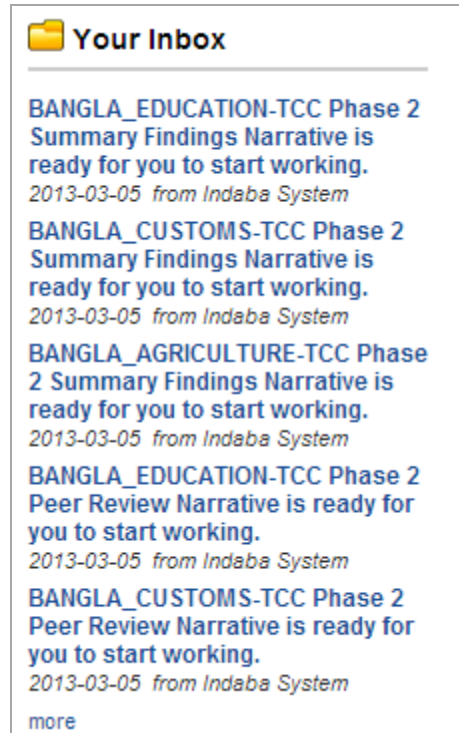 Your Inbox
BANGLA_EDUCATION-TCC Phase 2
Summary Findings Narrative is
ready for you to start working.
2013-03-05 from Indaba System
BANGLA_CUSTOMS-TCC Phase 2
Summary Findings Narrative is
ready for you to start working.
2013-03-05 from Indaba System
BANGLA_AGRICULTURE-TCC Phase
2 Summary Findings Narrative is
ready for you to start working.
2013-03-05 from Indaba System
BANGLA_EDUCATION-TCC Phase 2
Peer Review Narrative is ready for
you to start working.
2013-03-05 from Indaba System
BANGLA_CUSTOMS-TCC Phase 2
Peer Review Narrative is ready for
you to start working.
2013-03-05 from Indaba System
more